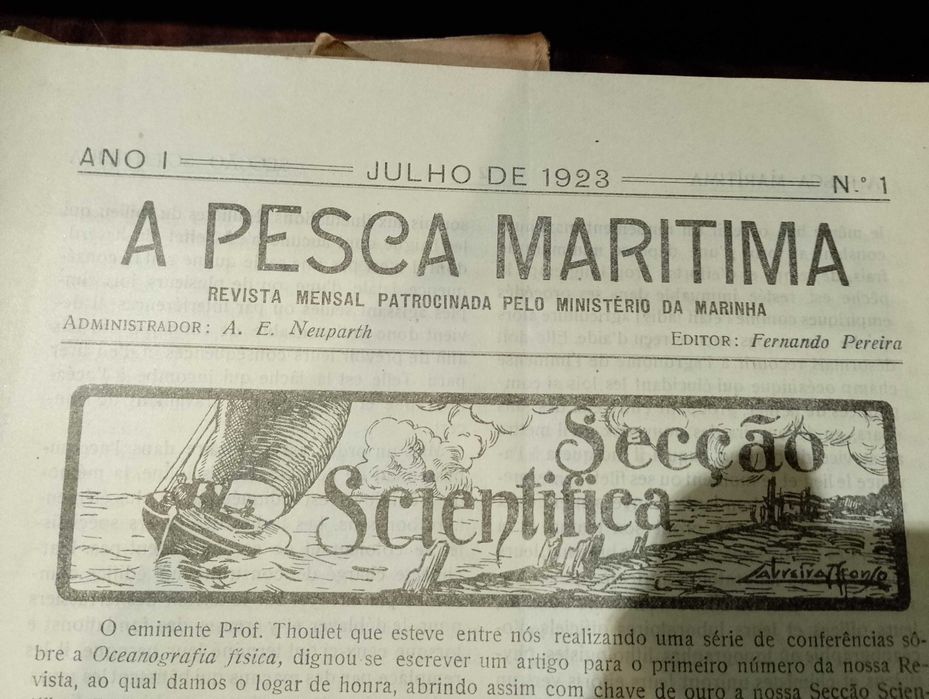 ANO I JULHO DE 1923 N.º 1
A PESCA MARITIMA
REVISTA MENSAL PATROCINADA PELO MINISTÉRIO DA MARINHA
ADMINISTRADOR: A. E. Neuparth EDITOR: Fernando Pereira
Secção
Scientifica
O eminente Prof. Thoulet que esteve entre nós realizando uma série de conferências sô-
bre a Oceanografia física, dignou-se escrever um artigo para o primeiro número da nossa Re-
vista, ao qual damos o logar de honra, abrindo assim com chave de ouro a nossa Secção Scien-